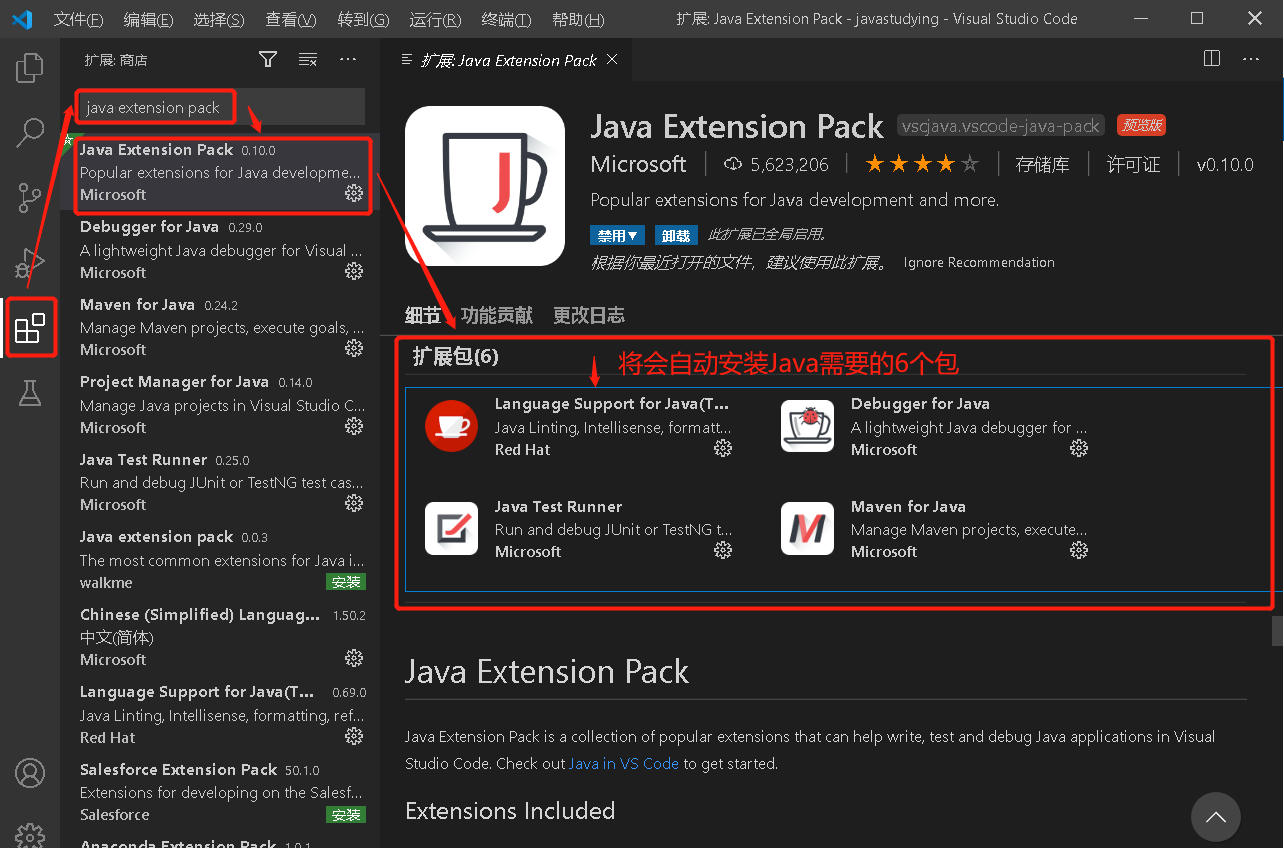 文件(F) 编辑(E) 选择(S) 查看(V) 转到(G) 运行(R) 终端(T) 帮助(H) 扩展: Java Extension Pack - javastudying - Visual Studio Code
扩展: 商店
java extension pack
Java Extension Pack 0.10.0
Popular extensions for Java developme...
Microsoft
Debugger for Java 0.29.0
A lightweight Java debugger for Visual ...
Microsoft
Maven for Java 0.24.2
Manage Maven projects, execute goals, ...
Microsoft
Project Manager for Java 0.14.0
Manage Java projects in Visual Studio C...
Microsoft
Java Test Runner 0.25.0
Run and debug JUnit or TestNG test cas...
Microsoft
Java extension pack 0.0.3
The most common extensions for Java i...
walkme 安装
Chinese (Simplified) Languag... 1.50.2
中文(简体)
Microsoft
Language Support for Java(T... 0.69.0
Java Linting, Intellisense, formatting, ref...
Red Hat
Salesforce Extension Pack 50.1.0
Extensions for developing on the Salesf...
Salesforce 安装
Anaconda Extension Pack 1.0.1
扩展: Java Extension Pack
Java Extension Pack vscjava.vscode-java-pack 预览版
Microsoft 5,623,206 存储库 许可证 v0.10.0
Popular extensions for Java development and more.
禁用 卸载 此扩展已全局启用。
根据你最近打开的文件，建议使用此扩展。 Ignore Recommendation
细节 功能贡献 更改日志
扩展包(6)
将会自动安装Java需要的6个包
Language Support for Java(T...
Java Linting, Intellisense, formatt...
Red Hat
Debugger for Java
A lightweight Java debugger for ...
Microsoft
Java Test Runner
Run and debug JUnit or TestNG t...
Microsoft
Maven for Java
Manage Maven projects, execute...
Microsoft
Java Extension Pack
Java Extension Pack is a collection of popular extensions that can help write, test and debug Java applications in Visual
Studio Code. Check out Java in VS Code to get started.
Extensions Included